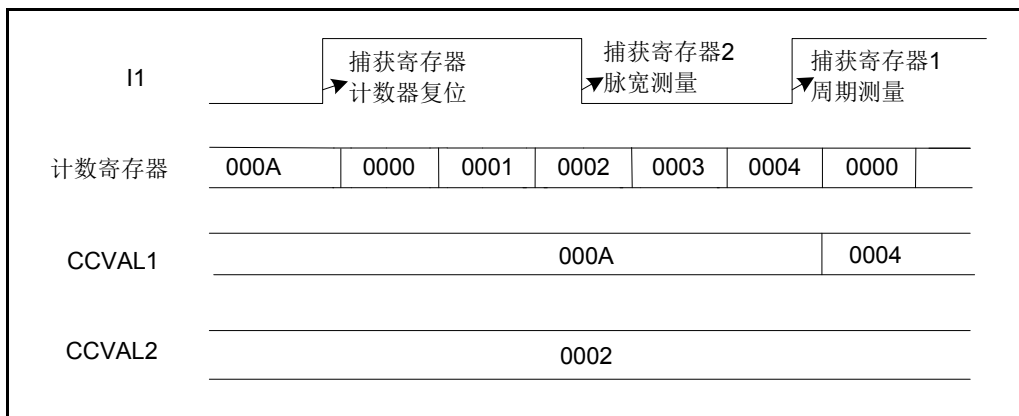 I1
捕获寄存器
计数器复位
捕获寄存器2
脉宽测量
捕获寄存器1
周期测量
计数寄存器 000A 0000 0001 0002 0003 0004 0000
CCVAL1 000A 0004
CCVAL2 0002